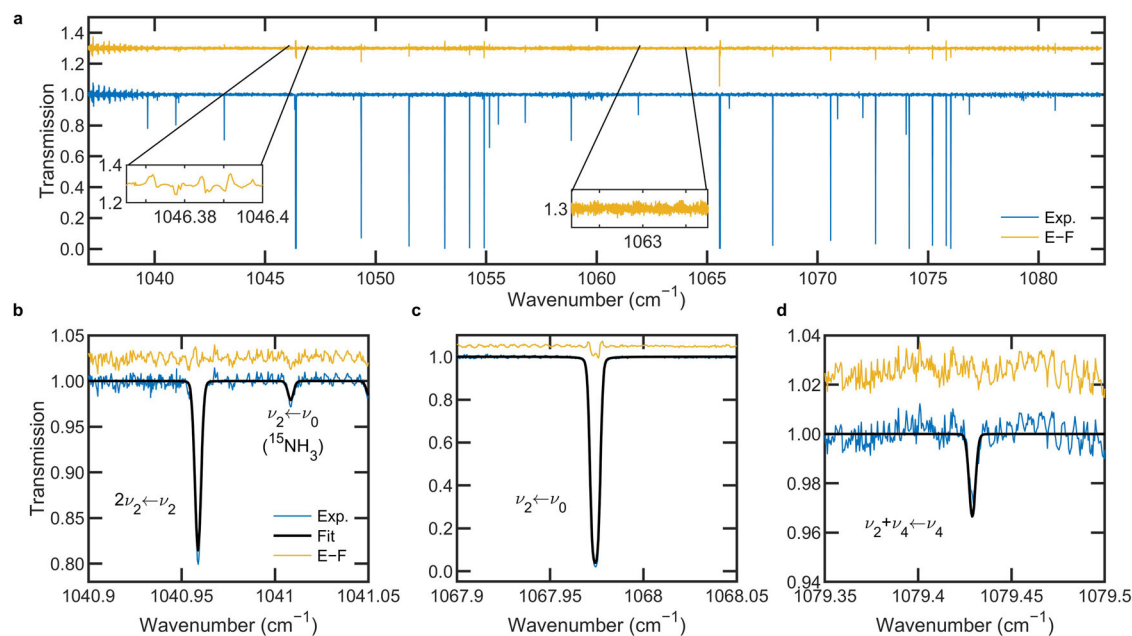 a
Transmission
1.4
1.2
1.0
0.8
0.6
0.4
0.2
0.0
1.4
1.2
1046.38
1046.4
1.3
1063
Exp.
E−F
1040
1045
1050
1055
1060
1065
1070
1075
1080
Wavenumber (cm⁻¹)
b
Transmission
1.05
1.00
0.95
0.90
0.85
0.80
ν₂←ν₀
(¹⁵NH₃)
2ν₂←ν₂
Exp.
Fit
E−F
1040.9
1040.95
1041
1041.05
Wavenumber (cm⁻¹)
c
1.0
0.8
0.6
0.4
0.2
0.0
ν₂←ν₀
1067.9
1067.95
1068
1068.05
Wavenumber (cm⁻¹)
d
1.04
1.02
1.00
0.98
0.96
0.94
ν₂+ν₄←ν₄
1079.35
1079.4
1079.45
1079.5
Wavenumber (cm⁻¹)